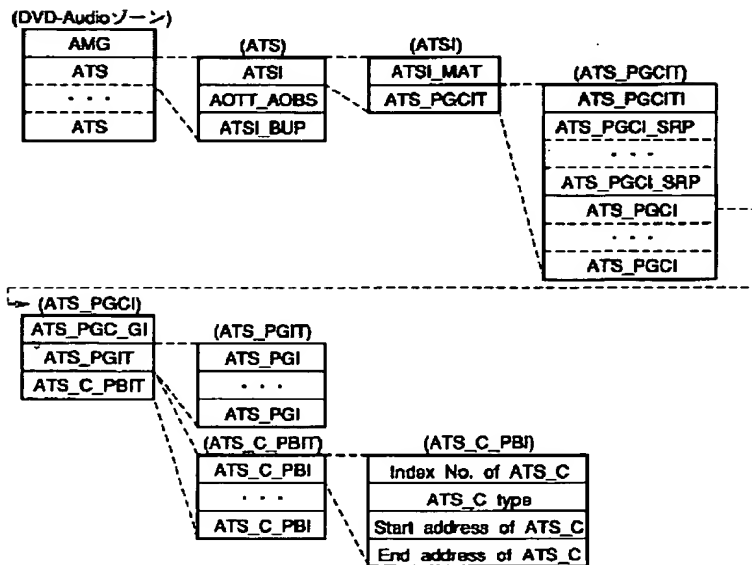 (DVD-Audioゾーン)
AMG
ATS
. . .
ATS
(ATS)
ATSI
AOTT_AOBS
ATSI_BUP
(ATSI)
ATSI_MAT
ATS_PGCIT
(ATS_PGCIT)
ATS_PGCITI
ATS_PGCI_SRP
. . .
ATS_PGCI_SRP
ATS_PGCI
. . .
ATS_PGCI
(ATS_PGCI)
ATS_PGC_GI
ATS_PGIT
ATS_C_PBIT
(ATS_PGIT)
ATS_PGI
. . .
ATS_PGI
(ATS_C_PBIT)
ATS_C_PBI
. . .
ATS_C_PBI
(ATS_C_PBI)
Index No. of ATS_C
ATS_C type
Start address of ATS_C
End address of ATS_C